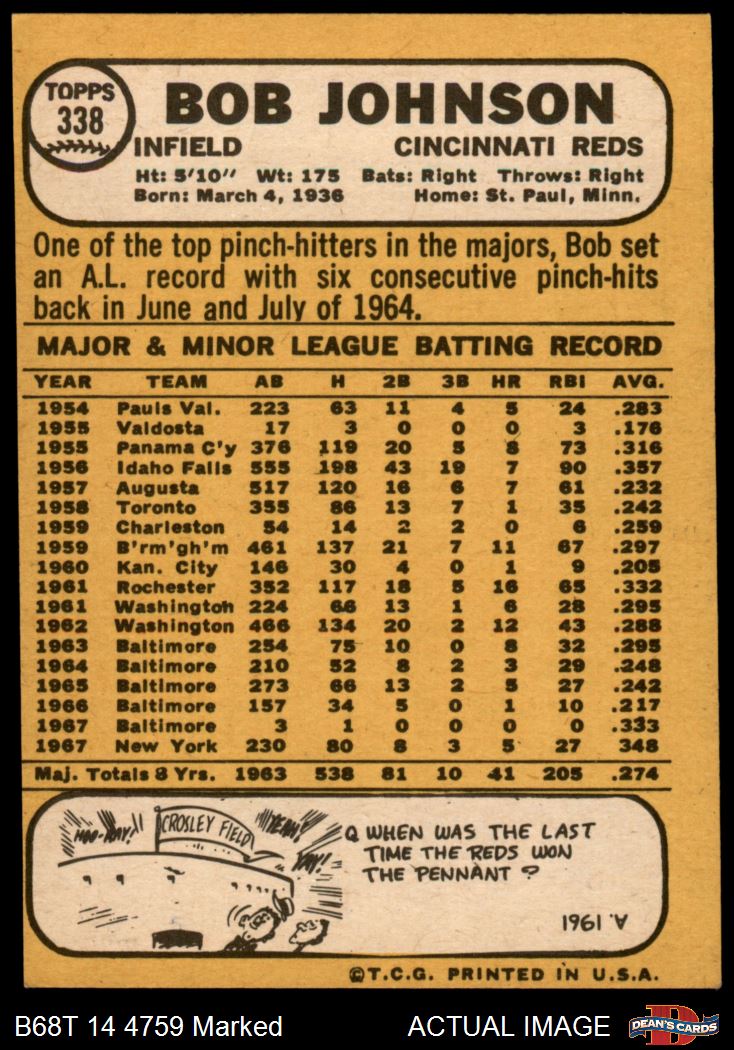 TOPPS
338
BOB JOHNSON
INFIELD CINCINNATI REDS
Ht: 5'10" Wt: 175 Bats: Right Throws: Right
Born: March 4, 1936 Home: St. Paul, Minn.
One of the top pinch-hitters in the majors, Bob set
an A.L. record with six consecutive pinch-hits
back in June and July of 1964.
MAJOR & MINOR LEAGUE BATTING RECORD
YEAR TEAM AB H 2B 3B HR RBI AVG.
1954 Pauls Val. 223 63 11 4 5 24 .283
1955 Valdosta 17 3 0 0 0 3 .176
1955 Panama C'y 376 119 20 5 8 73 .316
1956 Idaho Falls 555 198 43 19 7 90 .357
1957 Augusta 517 120 16 6 7 61 .232
1958 Toronto 355 86 13 7 1 35 .242
1959 Charleston 54 14 2 2 0 6 .259
1959 B'rm'gh'm 461 137 21 7 11 67 .297
1960 Kan. City 146 30 4 0 1 9 .205
1961 Rochester 352 117 18 5 16 65 .332
1961 Washington 224 66 13 1 6 28 .295
1962 Washington 466 134 20 2 12 43 .288
1963 Baltimore 254 75 10 0 8 32 .295
1964 Baltimore 210 52 8 2 3 29 .248
1965 Baltimore 273 66 13 2 5 27 .242
1966 Baltimore 157 34 5 0 1 10 .217
1967 Baltimore 3 1 0 0 0 0 .333
1967 New York 230 80 8 3 5 27 348
Maj. Totals 8 Yrs. 1963 538 81 10 41 205 .274
HOO-RAY!
CROSLEY FIELD
YEAH!
YAY!
Q WHEN WAS THE LAST
TIME THE REDS WON
THE PENNANT?
A. 1961
©T.C.G. PRINTED IN U.S.A.
B68T 14 4759 Marked ACTUAL IMAGE
DEAN'S CARDS